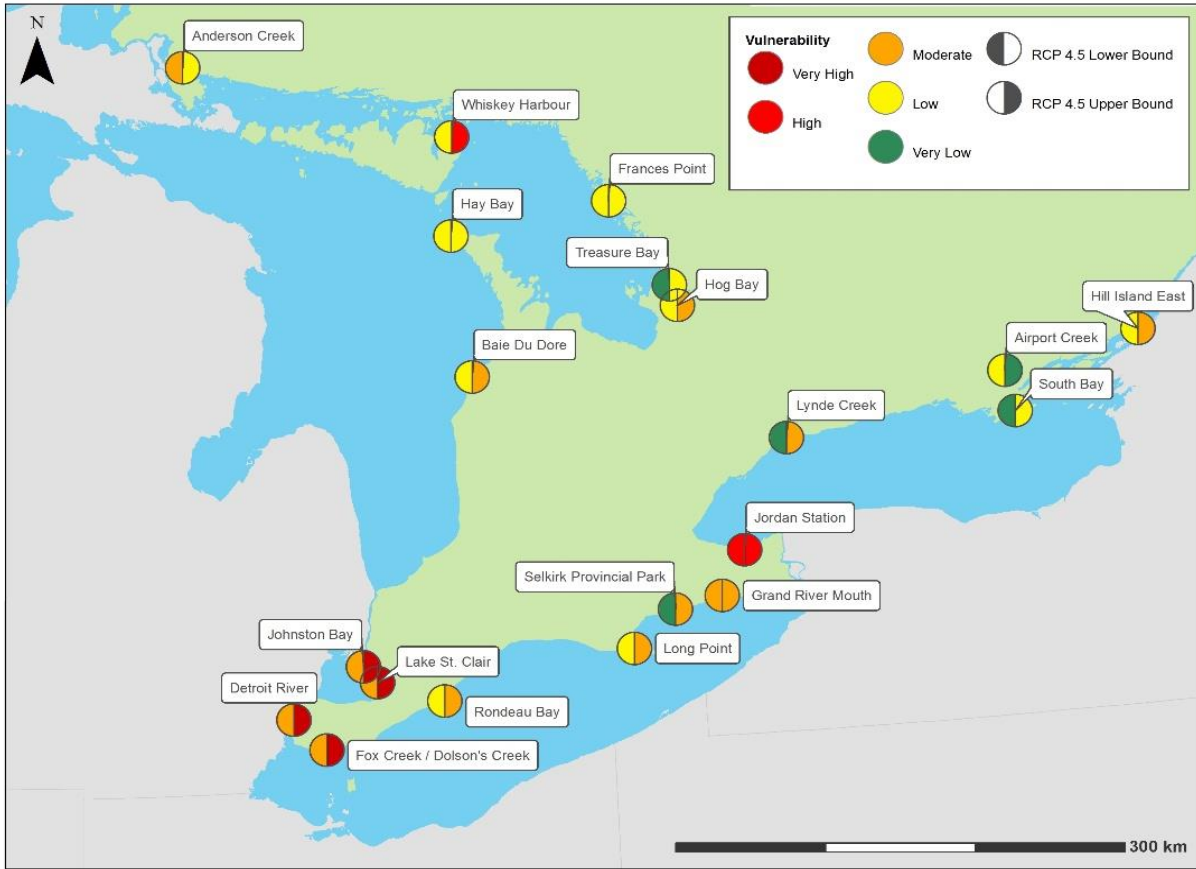 N
Anderson Creek
Whiskey Harbour
Frances Point
Hay Bay
Treasure Bay
Hog Bay
Hill Island East
Baie Du Dore
Airport Creek
South Bay
Lynde Creek
Jordan Station
Selkirk Provincial Park
Grand River Mouth
Johnston Bay
Lake St. Clair
Long Point
Detroit River
Rondeau Bay
Fox Creek / Dolson's Creek
Vulnerability
Very High
High
Moderate
Low
Very Low
RCP 4.5 Lower Bound
RCP 4.5 Upper Bound
300 km